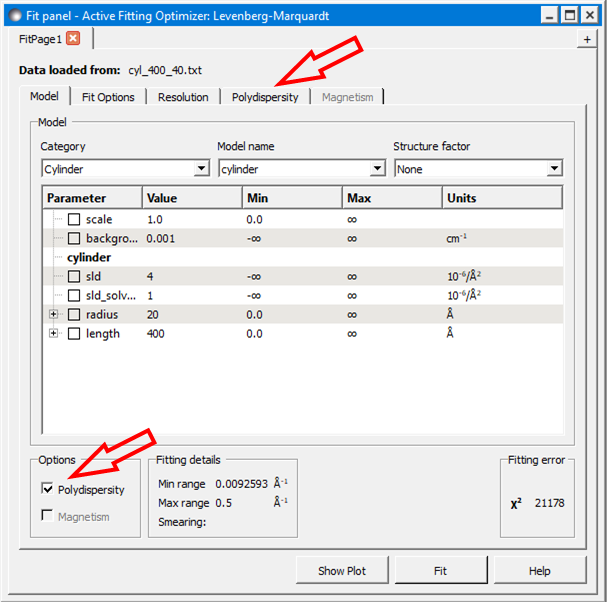 Fit panel - Active Fitting Optimizer: Levenberg-Marquardt
FitPage1
+
Data loaded from: cyl_400_40.txt
Model Fit Options Resolution Polydispersity Magnetism
Model
Category Model name Structure factor
Cylinder cylinder None
Parameter Value Min Max Units
scale 1.0 0.0 ∞
backgro... 0.001 -∞ ∞ cm⁻¹
cylinder
sld 4 -∞ ∞ 10⁻⁶/Å²
sld_solv... 1 -∞ ∞ 10⁻⁶/Å²
radius 20 0.0 ∞ Å
length 400 0.0 ∞ Å
Options Fitting details Fitting error
Polydispersity Min range 0.0092593 Å⁻¹
Max range 0.5 Å⁻¹ χ² 21178
Magnetism Smearing:
Show Plot Fit Help